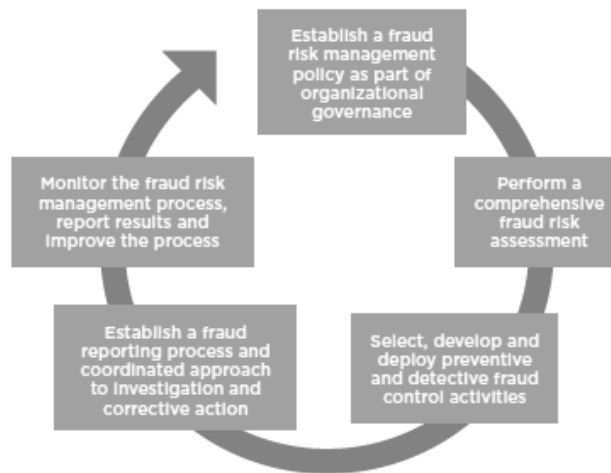 Establish a fraud
risk management
policy as part of
organizational
governance
Perform a
comprehensive
fraud risk
assessment
Select, develop and
deploy preventive
and detective fraud
control activities
Establish a fraud
reporting process and
coordinated approach
to investigation and
corrective action
Monitor the fraud risk
management process,
report results and
improve the process